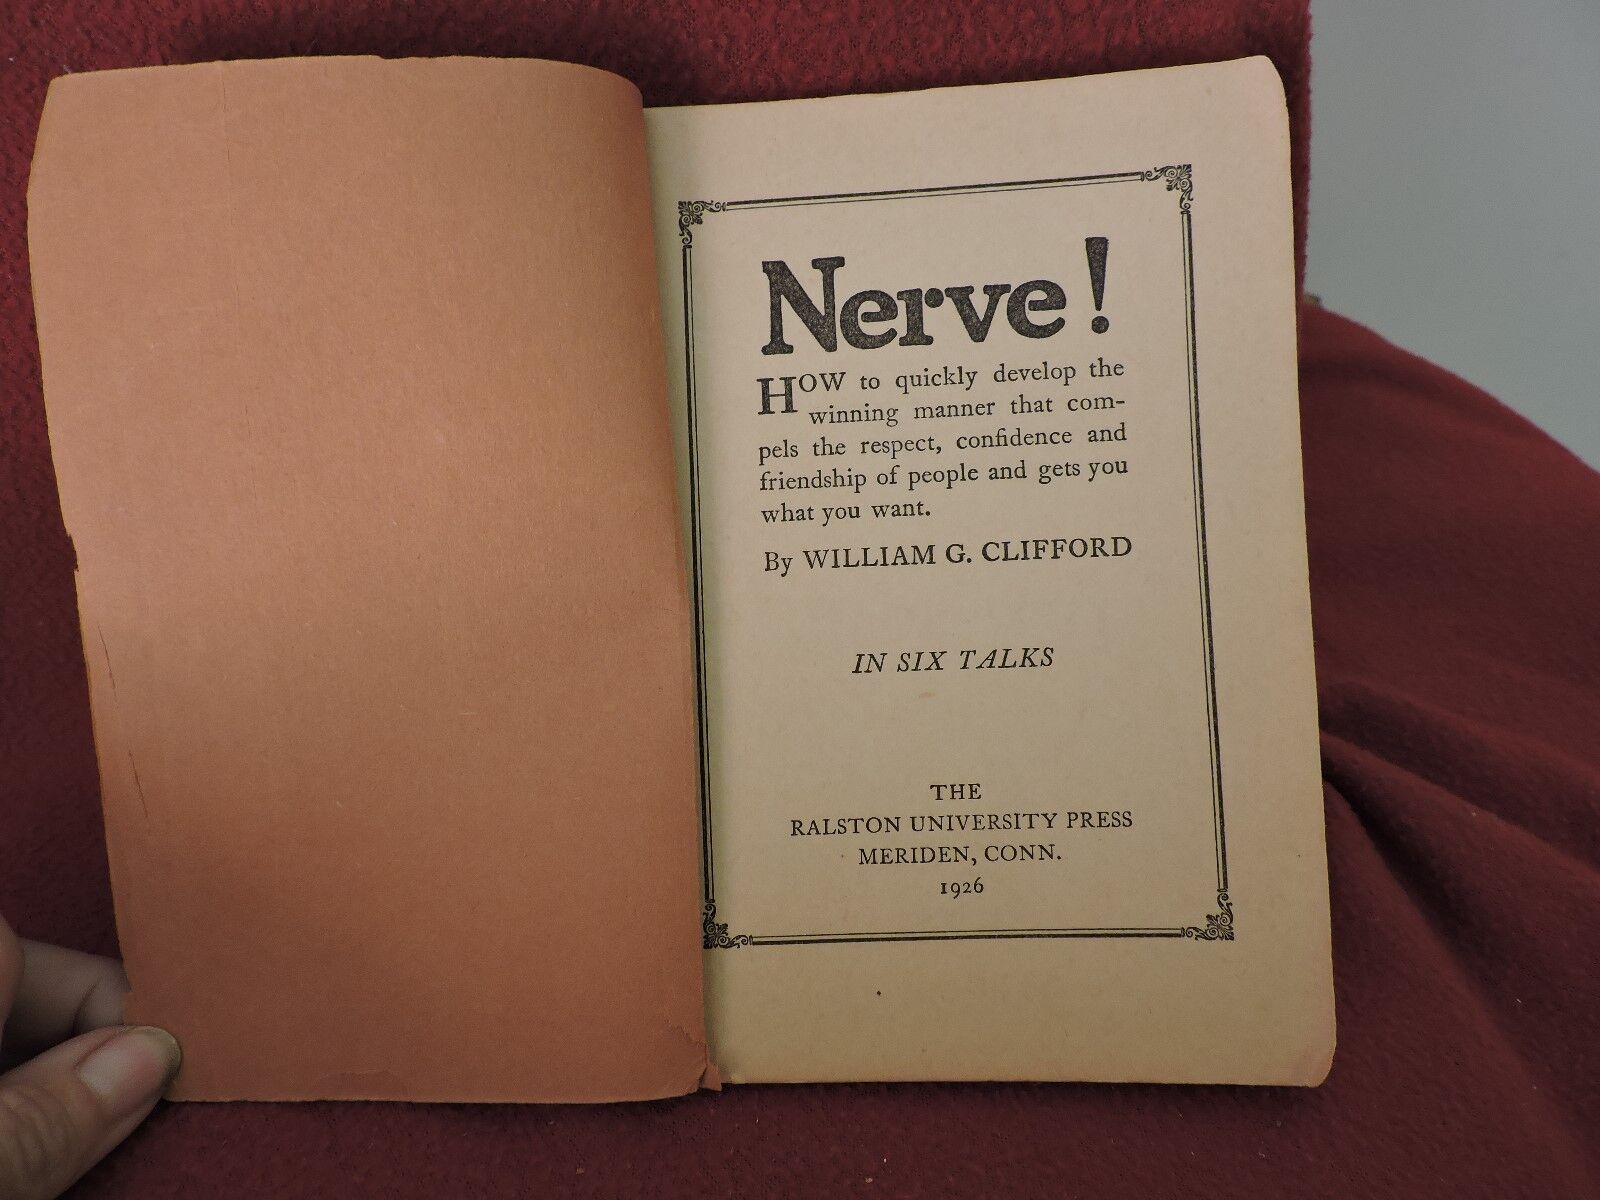 Nerve!
HOW to quickly develop the
winning manner that com-
pels the respect, confidence and
friendship of people and gets you
what you want.
By WILLIAM G. CLIFFORD
IN SIX TALKS
THE
RALSTON UNIVERSITY PRESS
MERIDEN, CONN.
1926